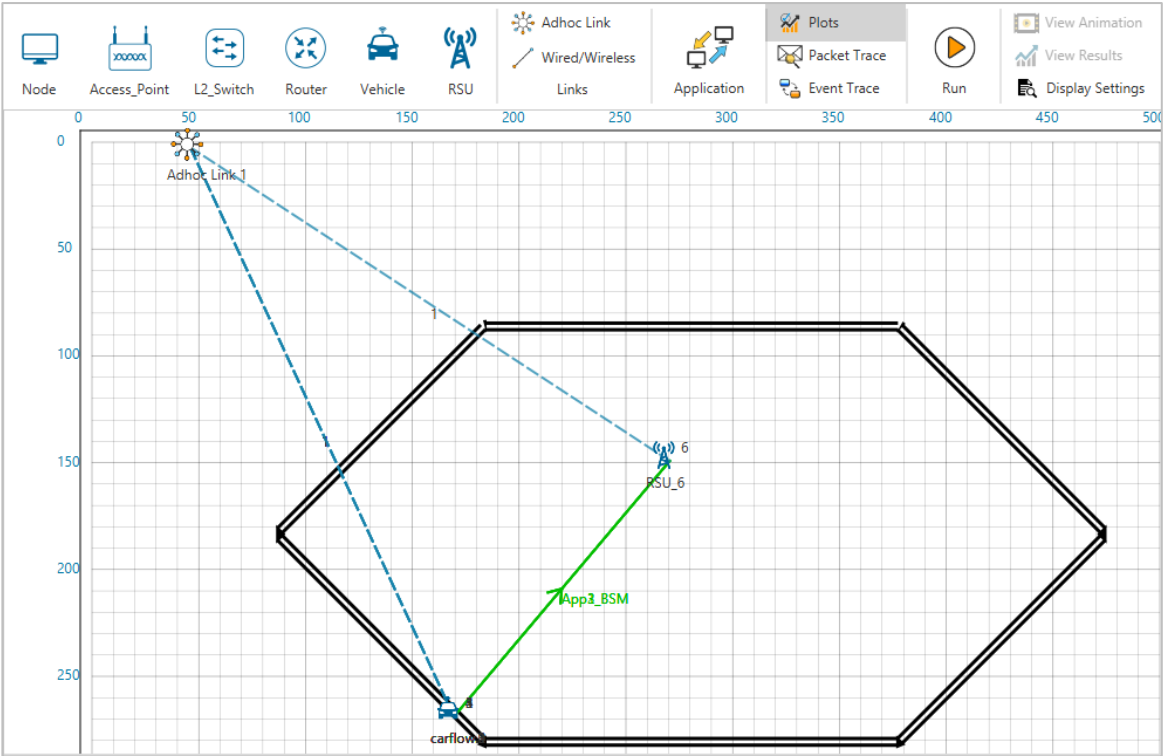 Adhoc Link
Plots
View Animation
Wired/Wireless
Packet Trace
View Results
Node
Access_Point
L2_Switch
Router
Vehicle
RSU
Links
Application
Event Trace
Run
Display Settings
0 50 100 150 200 250 300 350 400 450 500
0
Adhoc Link 1
50
1
100
150
6
RSU_6
200
_BSM
250
carflow